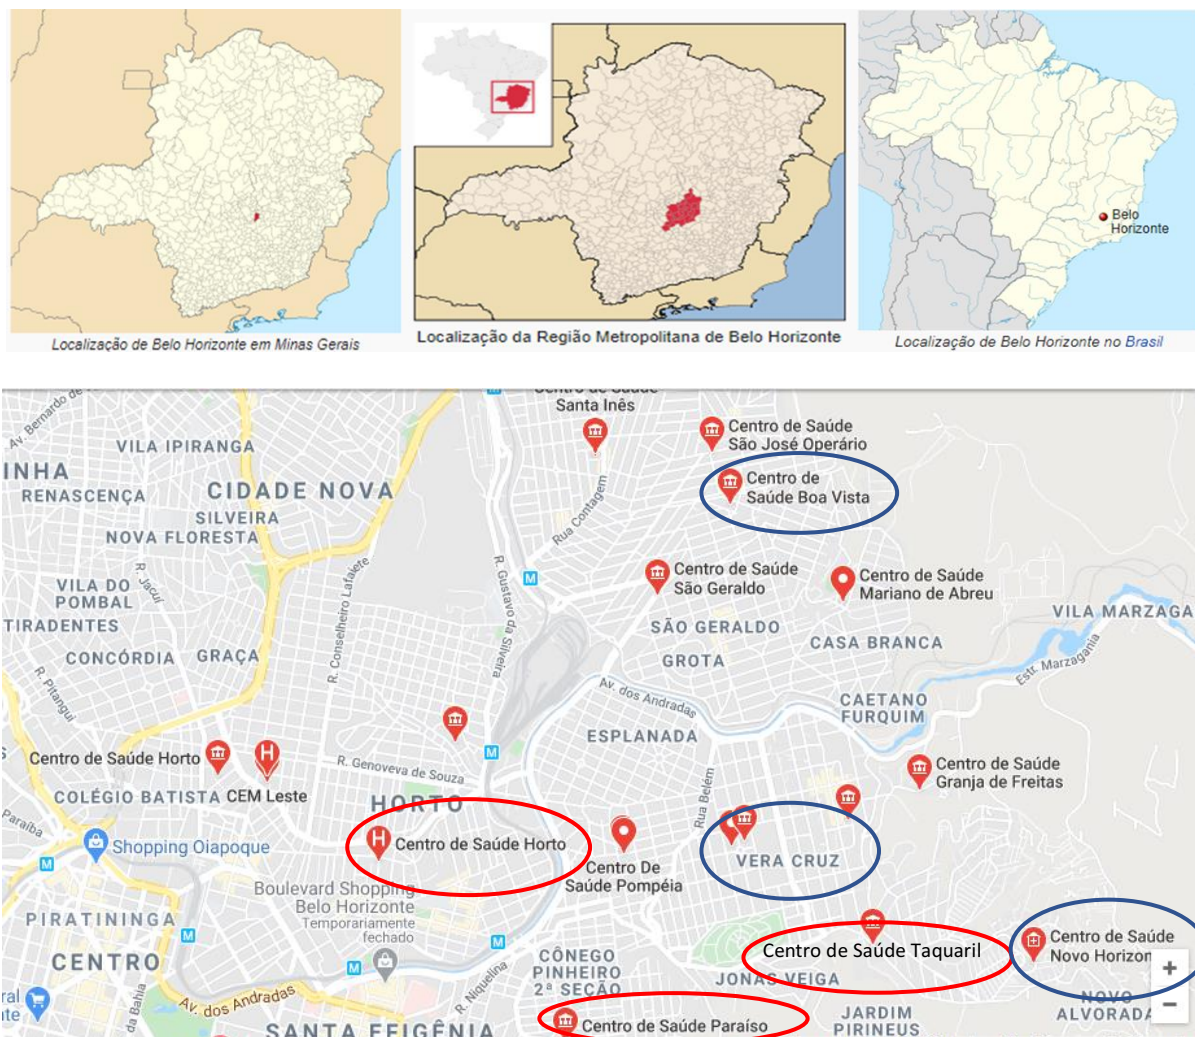 Belo
Horizonte
Localização de Belo Horizonte em Minas Gerais
Localização da Região Metropolitana de Belo Horizonte
Localização de Belo Horizonte no Brasil
Centro de Saúde
Santa Inês
Centro de Saúde
São José Operário
Av. Bernardo de
VILA IPIRANGA
INHA
RENASCENÇA
CIDADE NOVA
Centro de
Saúde Boa Vista
SILVEIRA
NOVA FLORESTA
Rua Contagem
M
R. Jacuí
R. Conselheiro Lafaiete
R. Gustavo da Silveira
M
Centro de Saúde
São Geraldo
Centro de Saúde
Mariano de Abreu
VILA DO
POMBAL
TIRADENTES
VILA MARZAGA
SÃO GERALDO
CASA BRANCA
CONCÓRDIA
GRAÇA
GROTA
Estr. Marzagania
R. Pitangui
Av. dos Andradas
CAETANO
FURQUIM
ESPLANADA
Centro de Saúde Horto
H
M
R. Genoveva de Souza
Centro de Saúde
Granja de Freitas
COLÉGIO BATISTA
CEM Leste
HORTO
Rua Belém
Paraíba
Shopping Oiapoque
H
Centro de Saúde Horto
M
Centro De
Saúde Pompéia
VERA CRUZ
Boulevard Shopping
Belo Horizonte
Temporariamente
fechado
PIRATININGA
M
CENTRO
M
CÔNEGO
PINHEIRO
2ª SEÇÃO
R. Niquelina
Centro de Saúde Taquaril
Centro de Saúde
Novo Horizon
+
JONAS VEIGA
Av. dos Andradas
da Bahia
NOVO
ALVORADA
−
JARDIM
PIRINEUS
Centro de Saúde Paraíso
SANTA EFIGÊNIA